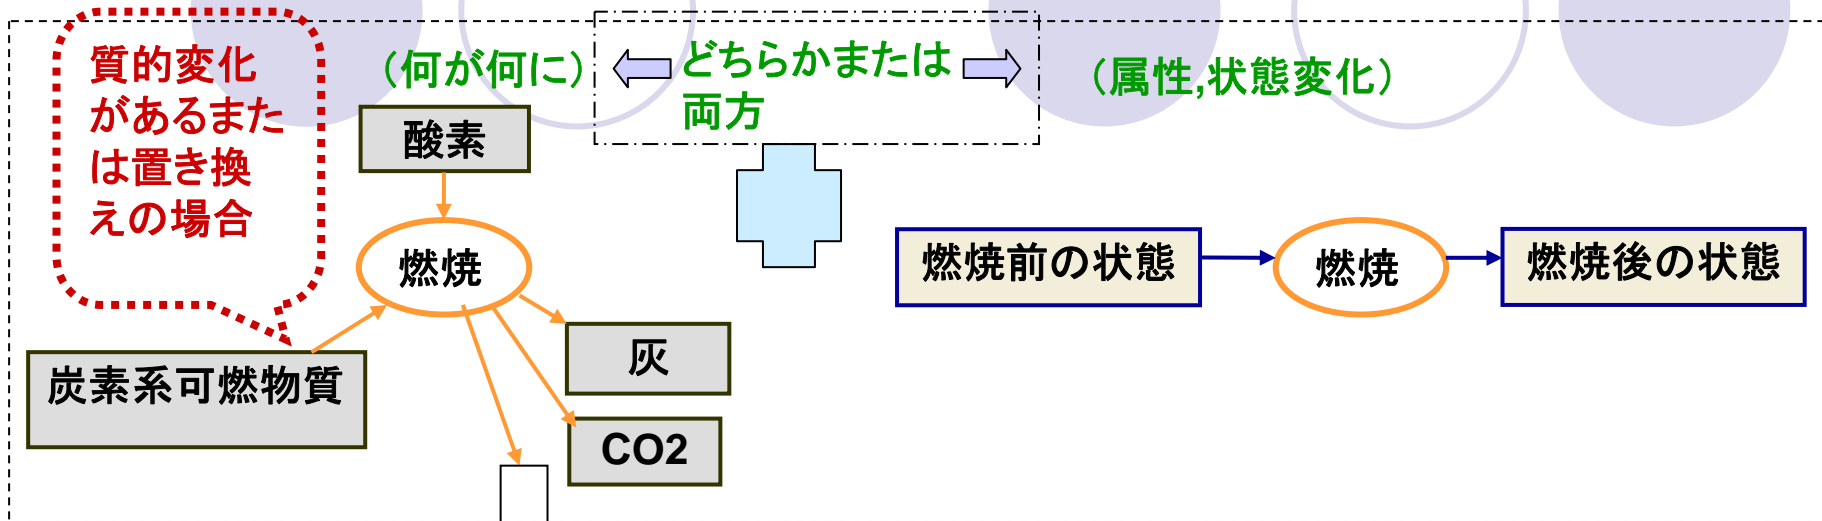 質的変化
があるまた
は置き換
えの場合
（何が何に）
どちらかまたは
両方
（属性,状態変化）
酸素
燃焼
炭素系可燃物質
灰
CO2
燃焼前の状態
燃焼
燃焼後の状態